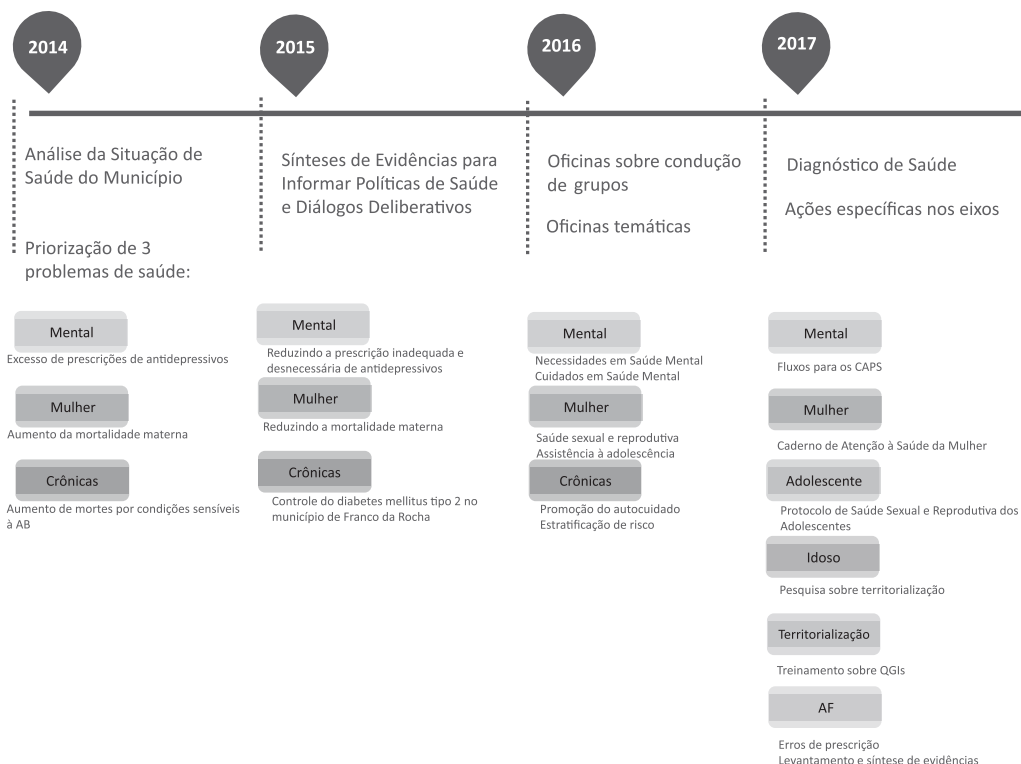 2014
Análise da Situação de
Saúde do Município
Priorização de 3
problemas de saúde:
Mental
Excesso de prescrições de antidepressivos
Mulher
Aumento da mortalidade materna
Crônicas
Aumento de mortes por condições sensíveis
à AB
2015
Sínteses de Evidências para
Informar Políticas de Saúde
e Diálogos Deliberativos
Mental
Reduzindo a prescrição inadequada e
desnecessária de antidepressivos
Mulher
Reduzindo a mortalidade materna
Crônicas
Controle do diabetes mellitus tipo 2 no
município de Franco da Rocha
2016
Oficinas sobre condução
de grupos
Oficinas temáticas
Mental
Necessidades em Saúde Mental
Cuidados em Saúde Mental
Mulher
Saúde sexual e reprodutiva
Assistência à adolescência
Crônicas
Promoção do autocuidado
Estratificação de risco
2017
Diagnóstico de Saúde
Ações específicas nos eixos
Mental
Fluxos para os CAPS
Mulher
Caderno de Atenção à Saúde da Mulher
Adolescente
Protocolo de Saúde Sexual e Reprodutiva dos
Adolescentes
Idoso
Pesquisa sobre territorialização
Territorialização
Treinamento sobre QGIs
AF
Erros de prescrição
Levantamento e síntese de evidências